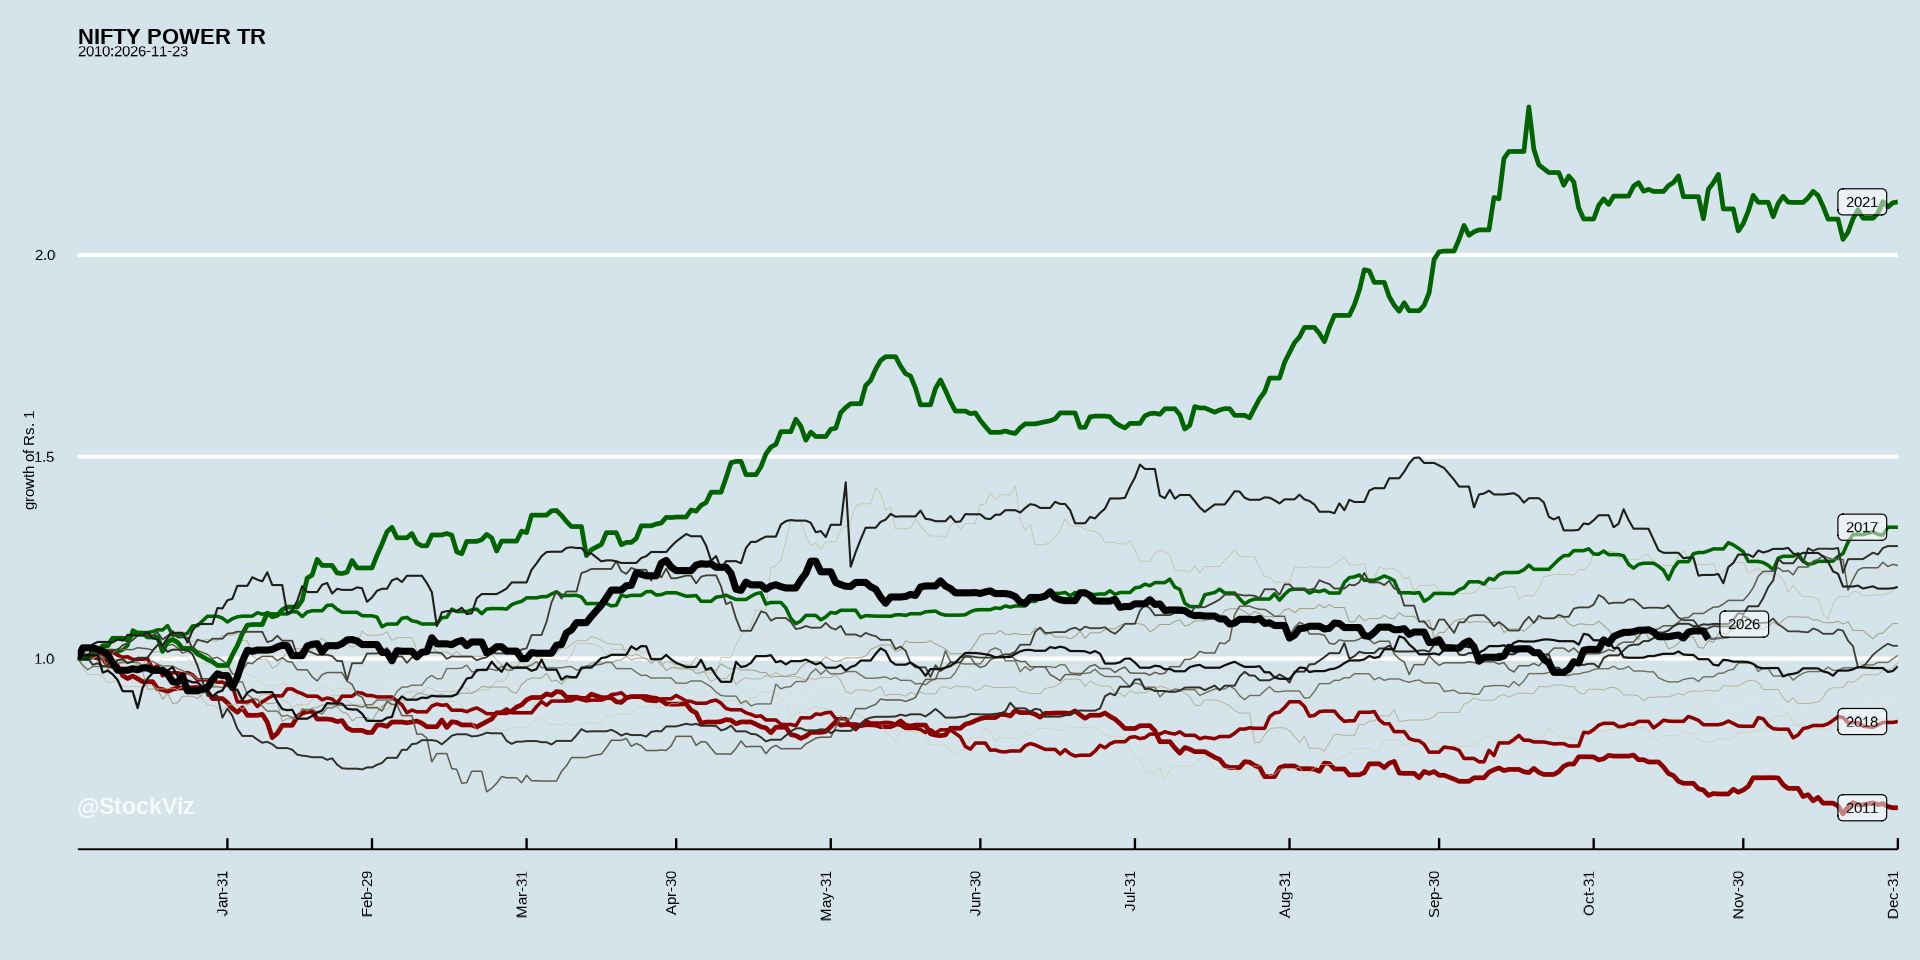 NIFTY POWER TR
2010:2026-11-23
growth of Rs. 1
2.0
1.5
1.0
2021
2017
2026
2018
2011
@StockViz
Jan-31
Feb-29
Mar-31
Apr-30
May-31
Jun-30
Jul-31
Aug-31
Sep-30
Oct-31
Nov-30
Dec-31